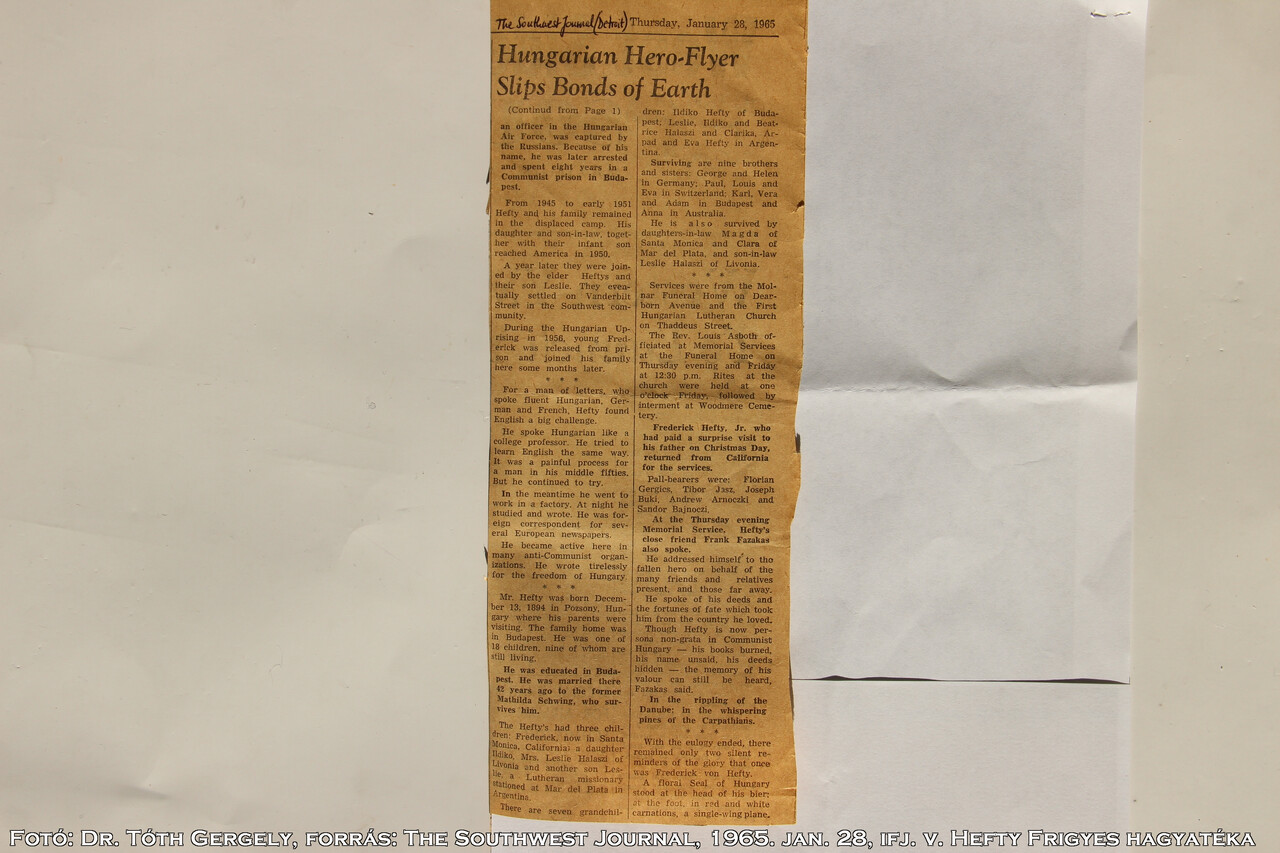 The Southwest Journal (Detroit) Thursday, January 28, 1965
Hungarian Hero-Flyer
Slips Bonds of Earth
(Continud from Page 1)
an officer in the Hungarian
Air Force, was captured by
the Russians. Because of his
name, he was later arrested
and spent eight years in a
Communist prison in Buda-
pest.
From 1945 to early 1951
Hefty and his family remained
in the displaced camp. His
daughter and son-in-law, toget-
her with their infant son
reached America in 1950.
A year later they were join-
ed by the elder Heftys and
their son Leslie. They even-
tually settled on Vanderbilt
Street in the Southwest com-
munity.
During the Hungarian Up-
rising in 1956, young Fred-
erick was released from pri-
son and joined his family
here some months later.
* * *
For a man of letters, who
spoke fluent Hungarian, Ger-
man and French, Hefty found
English a big challenge.
He spoke Hungarian like a
college professor. He tried to
learn English the same way.
It was a painful process for
a man in his middle fifties.
But he continued to try.
In the meantime he went to
work in a factory. At night he
studied and wrote. He was for-
eign correspondent for sev-
eral European newspapers.
He became active here in
many anti-Communist organ-
izations. He wrote tirelessly
for the freedom of Hungary.
* * *
Mr. Hefty was born Decem-
ber 13, 1894 in Pozsony, Hun-
gary where his parents were
visiting. The family home was
in Budapest. He was one of
18 children, nine of whom are
still living.
He was educated in Buda-
pest. He was married there
42 years ago to the former
Mathilda Schwing, who sur-
vives him.
The Hefty's had three chil-
dren: Frederick, now in Santa
Monica, California; a daughter
Ildiko, Mrs. Leslie Halaszi of
Livonia and another son Les-
lie, a Lutheran missionary
stationed at Mar del Plata in
Argentina.
There are seven grandchil-
dren: Ildiko Hefty of Buda-
pest; Leslie, Ildiko and Beat-
rice Halaszi and Clarika, Ar-
pad and Eva Hefty in Argen-
tina.
Surviving are nine brothers
and sisters: George and Helen
in Germany; Paul, Louis and
Eva in Switzerland; Karl, Vera
and Adam in Budapest and
Anna in Australia.
He is also survived by
daughters-in-law Magda of
Santa Monica and Clara of
Mar del Plata, and son-in-law
Leslie Halaszi of Livonia.
* * *
Services were from the Mol-
nar Funeral Home on Dear-
born Avenue and the First
Hungarian Lutheran Church
on Thaddeus Street.
The Rev. Louis Asboth of-
ficiated at Memorial Services
at the Funeral Home on
Thursday evening and Friday
at 12:30 p.m. Rites at the
church were held at one
o'clock Friday, followed by
interment at Woodmere Ceme-
tery.
Frederick Hefty, Jr. who
had paid a surprise visit to
his father on Christmas Day,
returned from California
for the services.
Pall-bearers were: Florian
Gergics, Tibor Jasz, Joseph
Buki, Andrew Arnoczki and
Sandor Bajnoczi.
At the Thursday evening
Memorial Service, Hefty's
close friend Frank Fazakas
also spoke.
He addressed himself to the
fallen hero on behalf of the
many friends and relatives
present, and those far away.
He spoke of his deeds and
the fortunes of fate which took
him from the country he loved.
Though Hefty is now per-
sona non-grata in Communist
Hungary — his books burned,
his name unsaid, his deeds
hidden — the memory of his
valour can still be heard,
Fazakas said.
In the rippling of the
Danube; in the whispering
pines of the Carpathians.
* * *
With the eulogy ended, there
remained only two silent re-
minders of the glory that once
was Frederick von Hefty.
A floral Seal of Hungary
stood at the head of his bier;
at the foot, in red and white
carnations, a single-wing plane.
Fotó: Dr. Tóth Gergely, forrás: The Southwest Journal, 1965. jan. 28, ifj. v. Hefty Frigyes hagyatéka